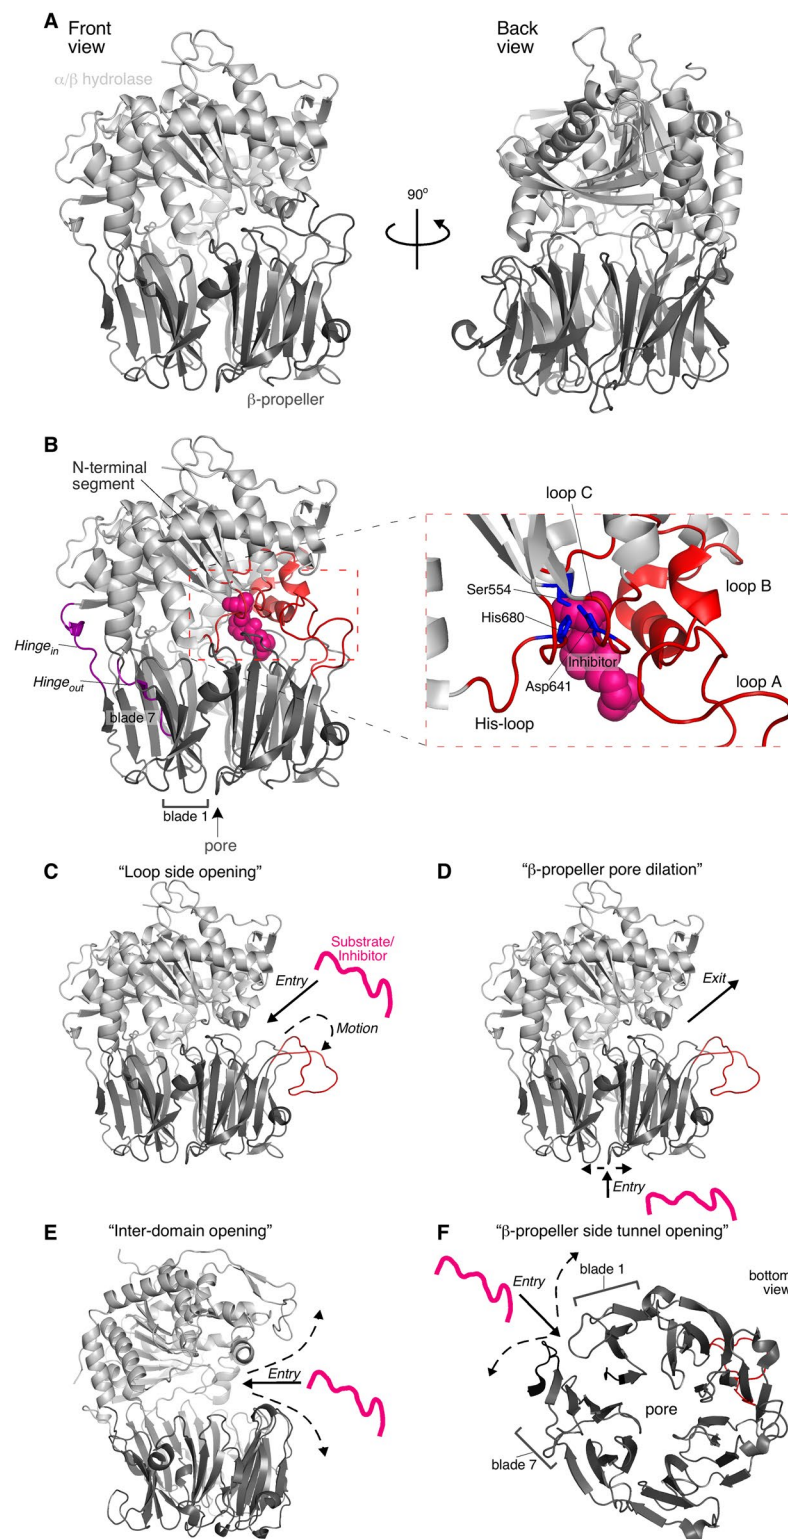 A
Front
view
α/β hydrolase
Back
view
90°
β-propeller
B
N-terminal
segment
Hinge_in
Hinge_out
blade 7
blade 1
pore
loop C
Ser554
loop B
His680
Inhibitor
Asp641
loop A
His-loop
C
“Loop side opening”
Substrate/
Inhibitor
Entry
Motion
D
“β-propeller pore dilation”
Exit
Entry
E
“Inter-domain opening”
Entry
F
“β-propeller side tunnel opening”
Entry
blade 1
bottom
view
pore
blade 7